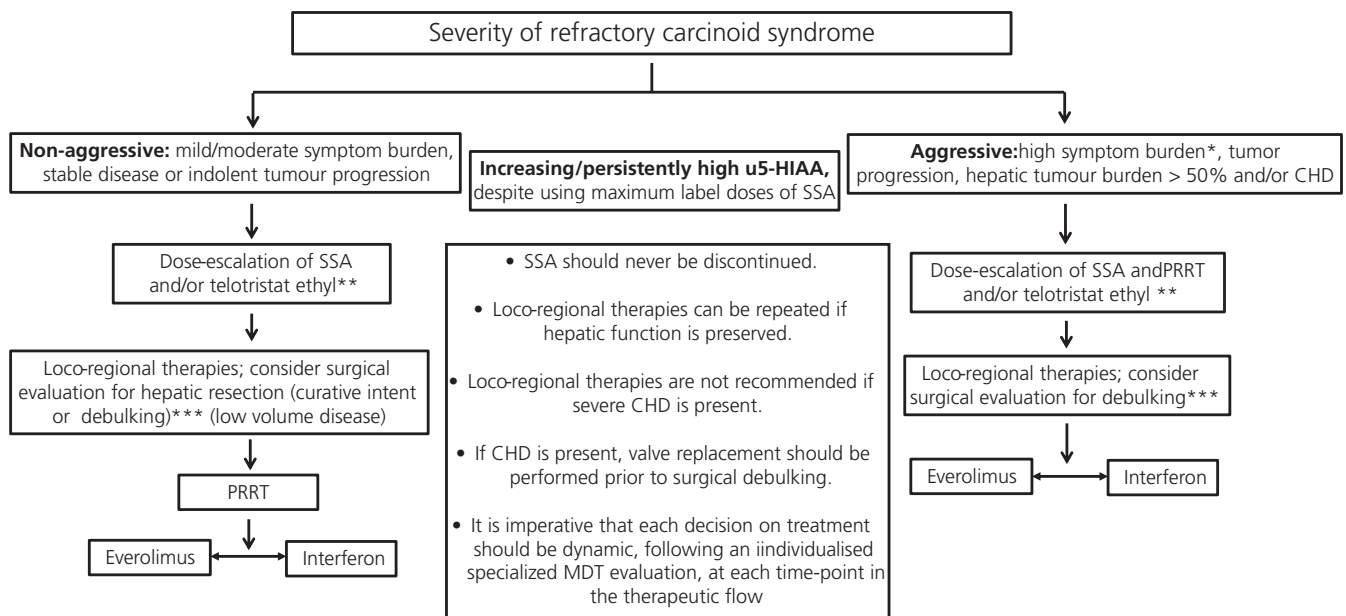 Severity of refractory carcinoid syndrome
Non-aggressive: mild/moderate symptom burden,
stable disease or indolent tumour progression
Dose-escalation of SSA
and/or telotristat ethyl**
Loco-regional therapies; consider surgical
evaluation for hepatic resection (curative intent
or debulking)*** (low volume disease)
PRRT
Everolimus
Interferon
Increasing/persistently high u5-HIAA,
despite using maximum label doses of SSA
• SSA should never be discontinued.
• Loco-regional therapies can be repeated if
hepatic function is preserved.
• Loco-regional therapies are not recommended if
severe CHD is present.
• If CHD is present, valve replacement should be
performed prior to surgical debulking.
• It is imperative that each decision on treatment
should be dynamic, following an iindividualised
specialized MDT evaluation, at each time-point in
the therapeutic flow
Aggressive:high symptom burden*, tumor
progression, hepatic tumour burden > 50% and/or CHD
Dose-escalation of SSA andPRRT
and/or telotristat ethyl **
Loco-regional therapies; consider
surgical evaluation for debulking***
Everolimus
Interferon